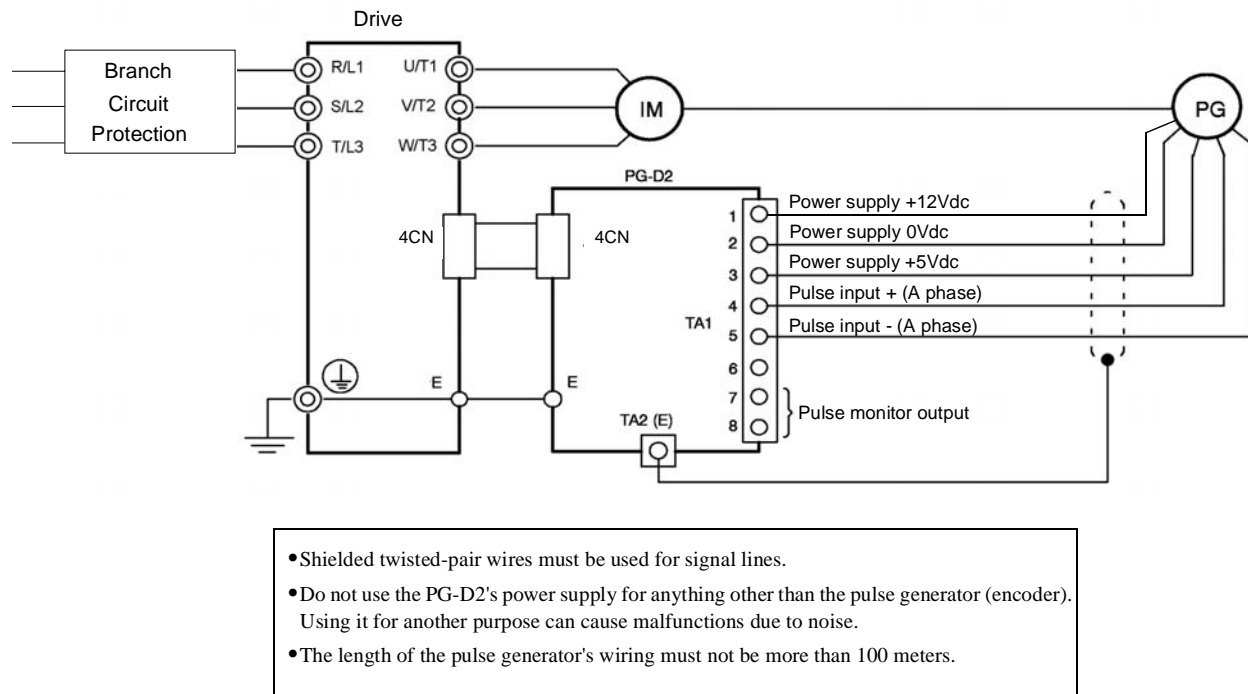 Drive
Branch
Circuit
Protection
R/L1
S/L2
T/L3
U/T1
V/T2
W/T3
IM
PG
PG-D2
4CN
4CN
TA1
1
2
3
4
5
6
7
8
Power supply +12Vdc
Power supply 0Vdc
Power supply +5Vdc
Pulse input + (A phase)
Pulse input - (A phase)
Pulse monitor output
E
E
TA2 (E)
•Shielded twisted-pair wires must be used for signal lines.
•Do not use the PG-D2's power supply for anything other than the pulse generator (encoder).
Using it for another purpose can cause malfunctions due to noise.
•The length of the pulse generator's wiring must not be more than 100 meters.